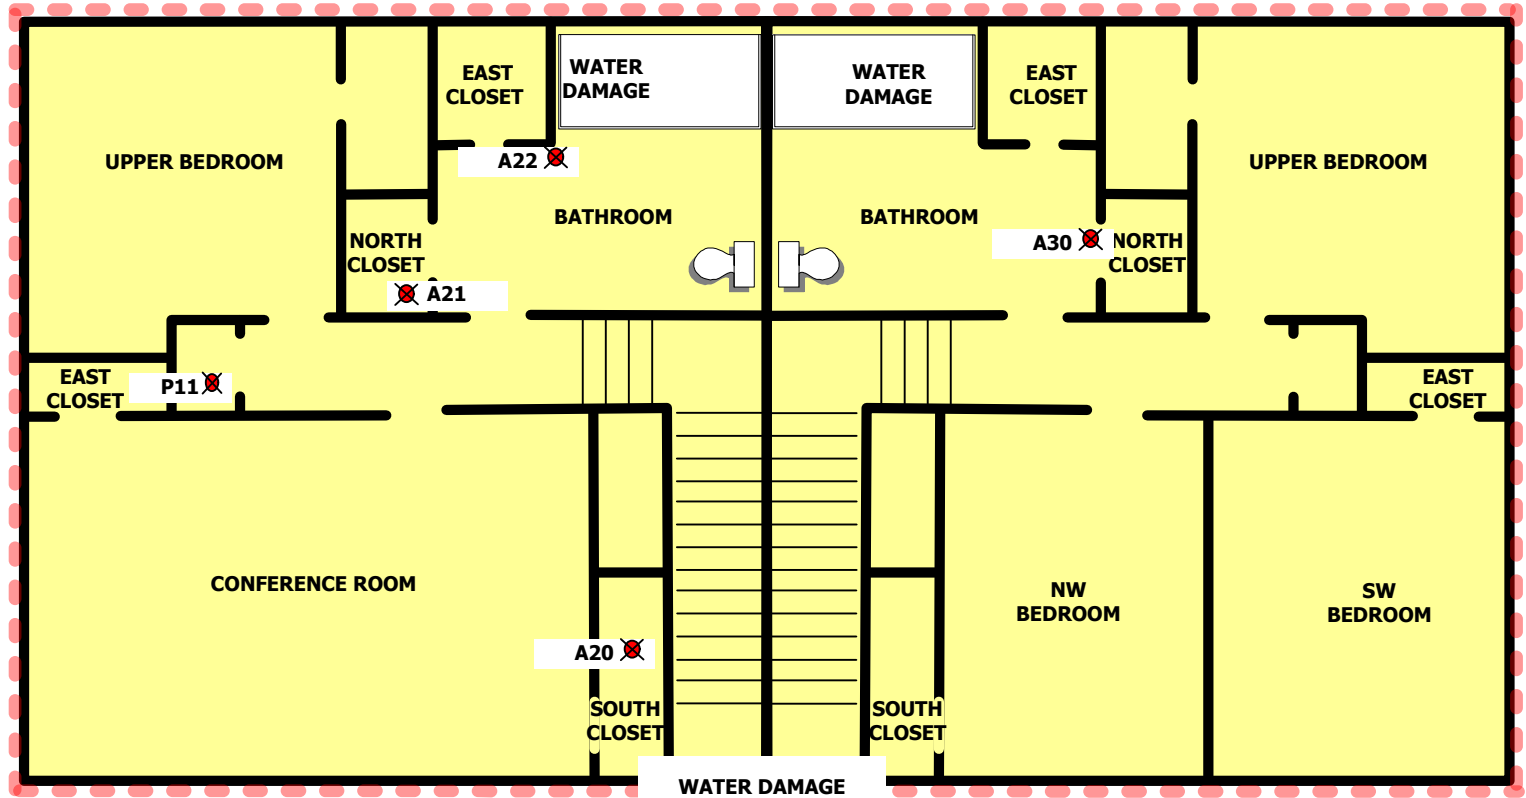 EAST
CLOSET
WATER
DAMAGE
WATER
DAMAGE
EAST
CLOSET
UPPER BEDROOM
A22
UPPER BEDROOM
BATHROOM
BATHROOM
NORTH
CLOSET
A30
NORTH
CLOSET
A21
EAST
CLOSET
P11
EAST
CLOSET
CONFERENCE ROOM
NW
BEDROOM
SW
BEDROOM
A20
SOUTH
CLOSET
SOUTH
CLOSET
WATER DAMAGE